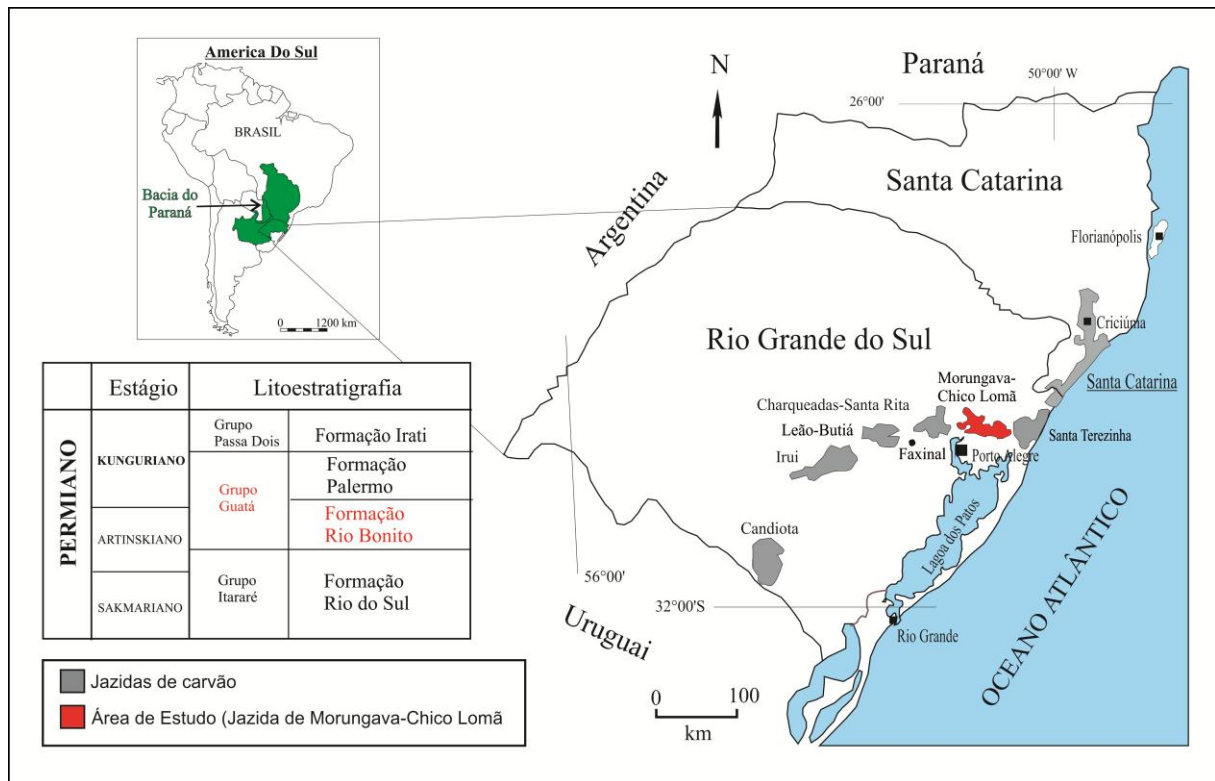 America Do Sul
BRASIL
Bacia do
Paraná
0 1200 km
N
Paraná
50°00' W
26°00'
Argentina
Santa Catarina
Florianópolis
Criciúma
Rio Grande do Sul
Morungava-
Chico Lomã
Santa Catarina
Charqueadas-Santa Rita
Leão-Butiá
Santa Terezinha
Irui
Faxinal
Porto Alegre
Candiota
Lagoa dos Patos
OCEANO ATLÂNTICO
56°00'
32°00'S
Uruguai
Rio Grande
0 100
km
Estágio
Litoestratigrafia
PERMIANO
KUNGURIANO
Grupo
Passa Dois
Formação Irati
Formação
Palermo
Grupo
Guatá
Formação
Rio Bonito
ARTINSKIANO
SAKMARIANO
Grupo
Itararé
Formação
Rio do Sul
Jazidas de carvão
Área de Estudo (Jazida de Morungava-Chico Lomã